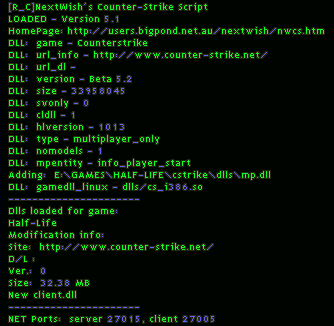 [R_C]NextWish's Counter-Strike Script
LOADED - Version 5.1
HomePage: http://users.bigpond.net.au/nextwish/nwcs.htm
DLL: game - Counterstrike
DLL: url_info - http://www.counter-strike.net/
DLL: url_dl -
DLL: version - Beta 5.2
DLL: size - 33958045
DLL: svonly - 0
DLL: cldll - 1
DLL: hlversion - 1013
DLL: type - multiplayer_only
DLL: nomodels - 1
DLL: mpentity - info_player_start
Adding: E:\GAMES\HALF-LIFE\cstrike\dlls\mp.dll
DLL: gamedll_linux - dlls/cs_i386.so
----------------------
Dlls loaded for game:
Half-Life
Modification info:
Site: http://www.counter-strike.net/
D/L :
Ver.: 0
Size: 32.38 MB
New client.dll
----------------------
NET Ports: server 27015, client 27005